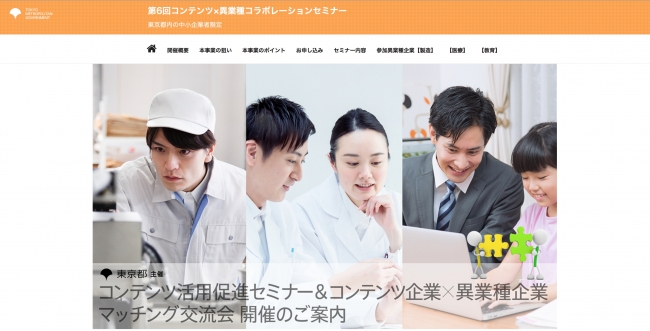 TOKYO
METROPOLITAN
GOVERNMENT
第6回コンテンツ×異業種コラボレーションセミナー
東京都内の中小企業者限定
開催概要 本事業の狙い 本事業のポイント お申し込み セミナー内容 参加異業種企業【製造】 【医療】 【教育】
東京都 主催
コンテンツ活用促進セミナー＆コンテンツ企業×異業種企業
マッチング交流会 開催のご案内